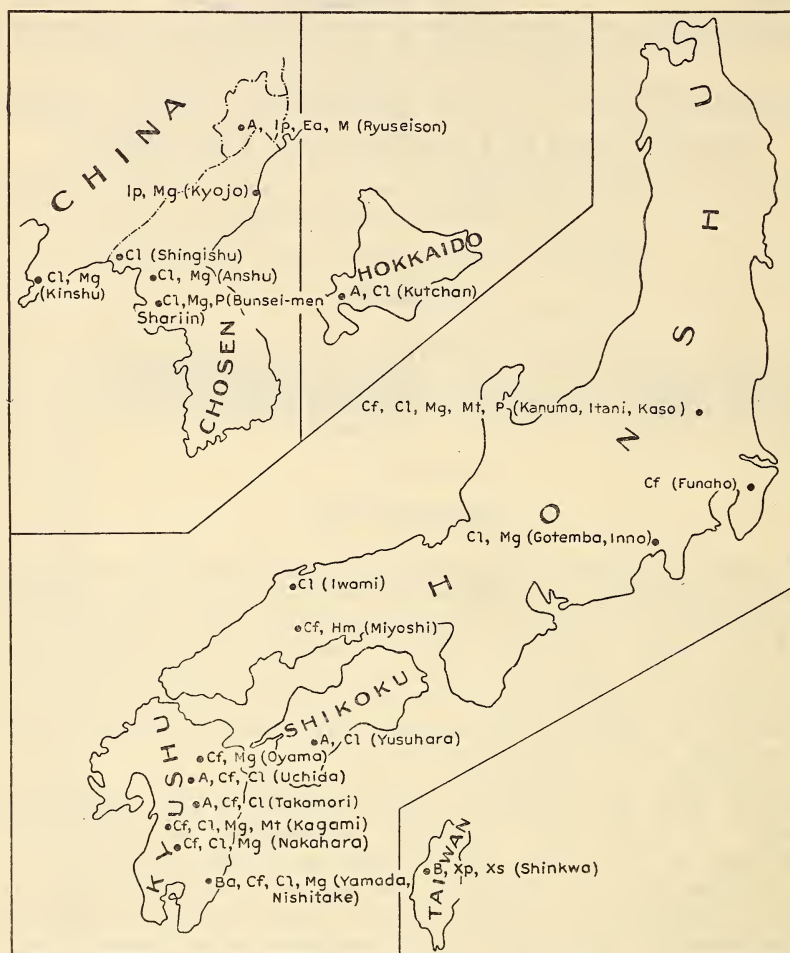 CHINA
A, Ip, Ea, M (Ryuseison)
Ip, Mg (Kyojo)
Cl (Shingishu)
Cl, Mg
(Kinshu)
Cl, Mg (Anshu)
Cl, Mg, P (Bunsei-men
Shariin)
CHOSEN
HOKKAIDO
A, Cl (Kutchan)
HONSHU
Cf, Cl, Mg, Mt, P (Kanuma, Itani, Kaso)
Cf (Funaho)
Cl, Mg (Gotemba, Inno)
Cl (Iwami)
Cf, Hm (Miyoshi)
SHIKOKU
A, Cl (Yusuhara)
KYUSHU
Cf, Mg (Oyama)
A, Cf, Cl (Uchida)
A, Cf, Cl (Takamori)
Cf, Cl, Mg, Mt (Kagami)
Cf, Cl, Mg (Nakahara)
Ba, Cf, Cl, Mg (Yamada,
Nishitake)
TAIWAN
B, Xp, Xs (Shinkwa)